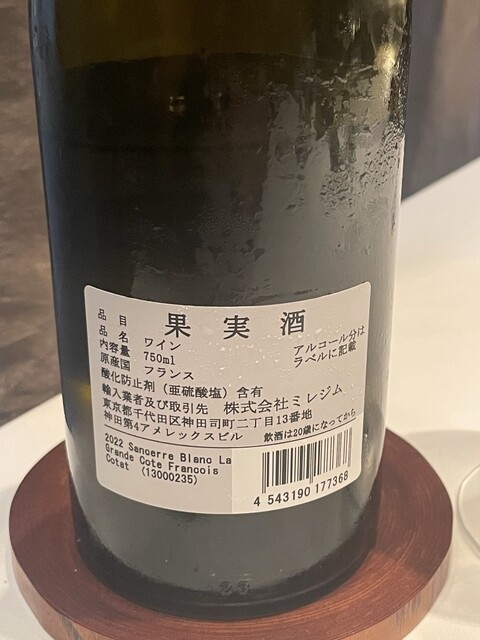 品目 果実酒
品名 ワイン
内容量 750ml
アルコール分は
ラベルに記載
原産国 フランス
酸化防止剤（亜硫酸塩）含有
輸入業者及び取引先 株式会社ミレジム
東京都千代田区神田司町二丁目13番地
神田第4アメレックスビル 飲酒は20歳になってから
2022 Sanoerre Blano La
Grande Cote Franoois
Cotat (13000235)
4 543190 177368